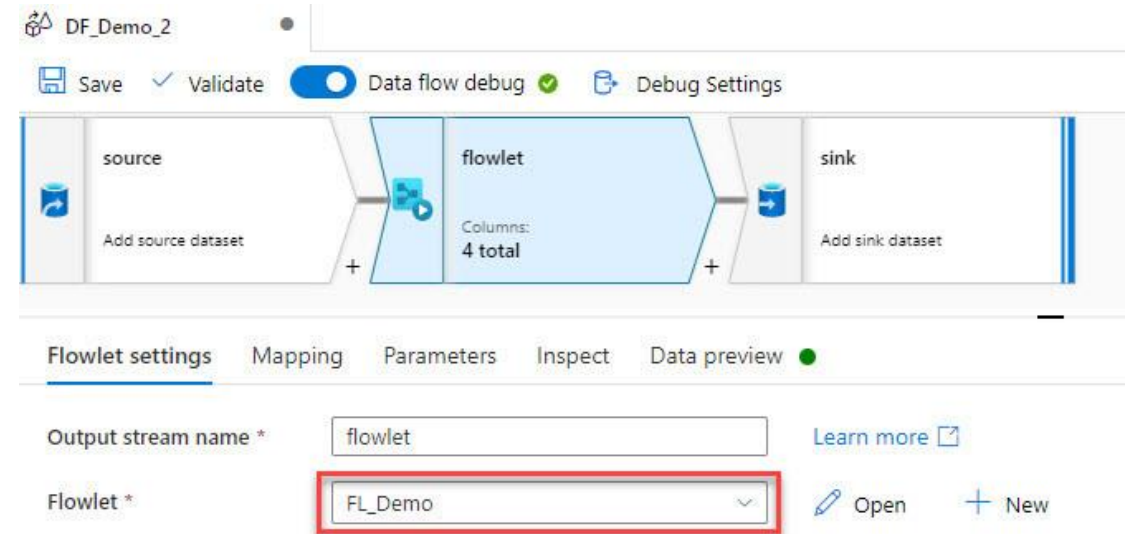 DF_Demo_2
Save Validate Data flow debug Debug Settings
source flowlet sink
Columns:
Add source dataset 4 total Add sink dataset
+ +
Flowlet settings Mapping Parameters Inspect Data preview
Output stream name * flowlet Learn more
Flowlet * FL_Demo Open + New